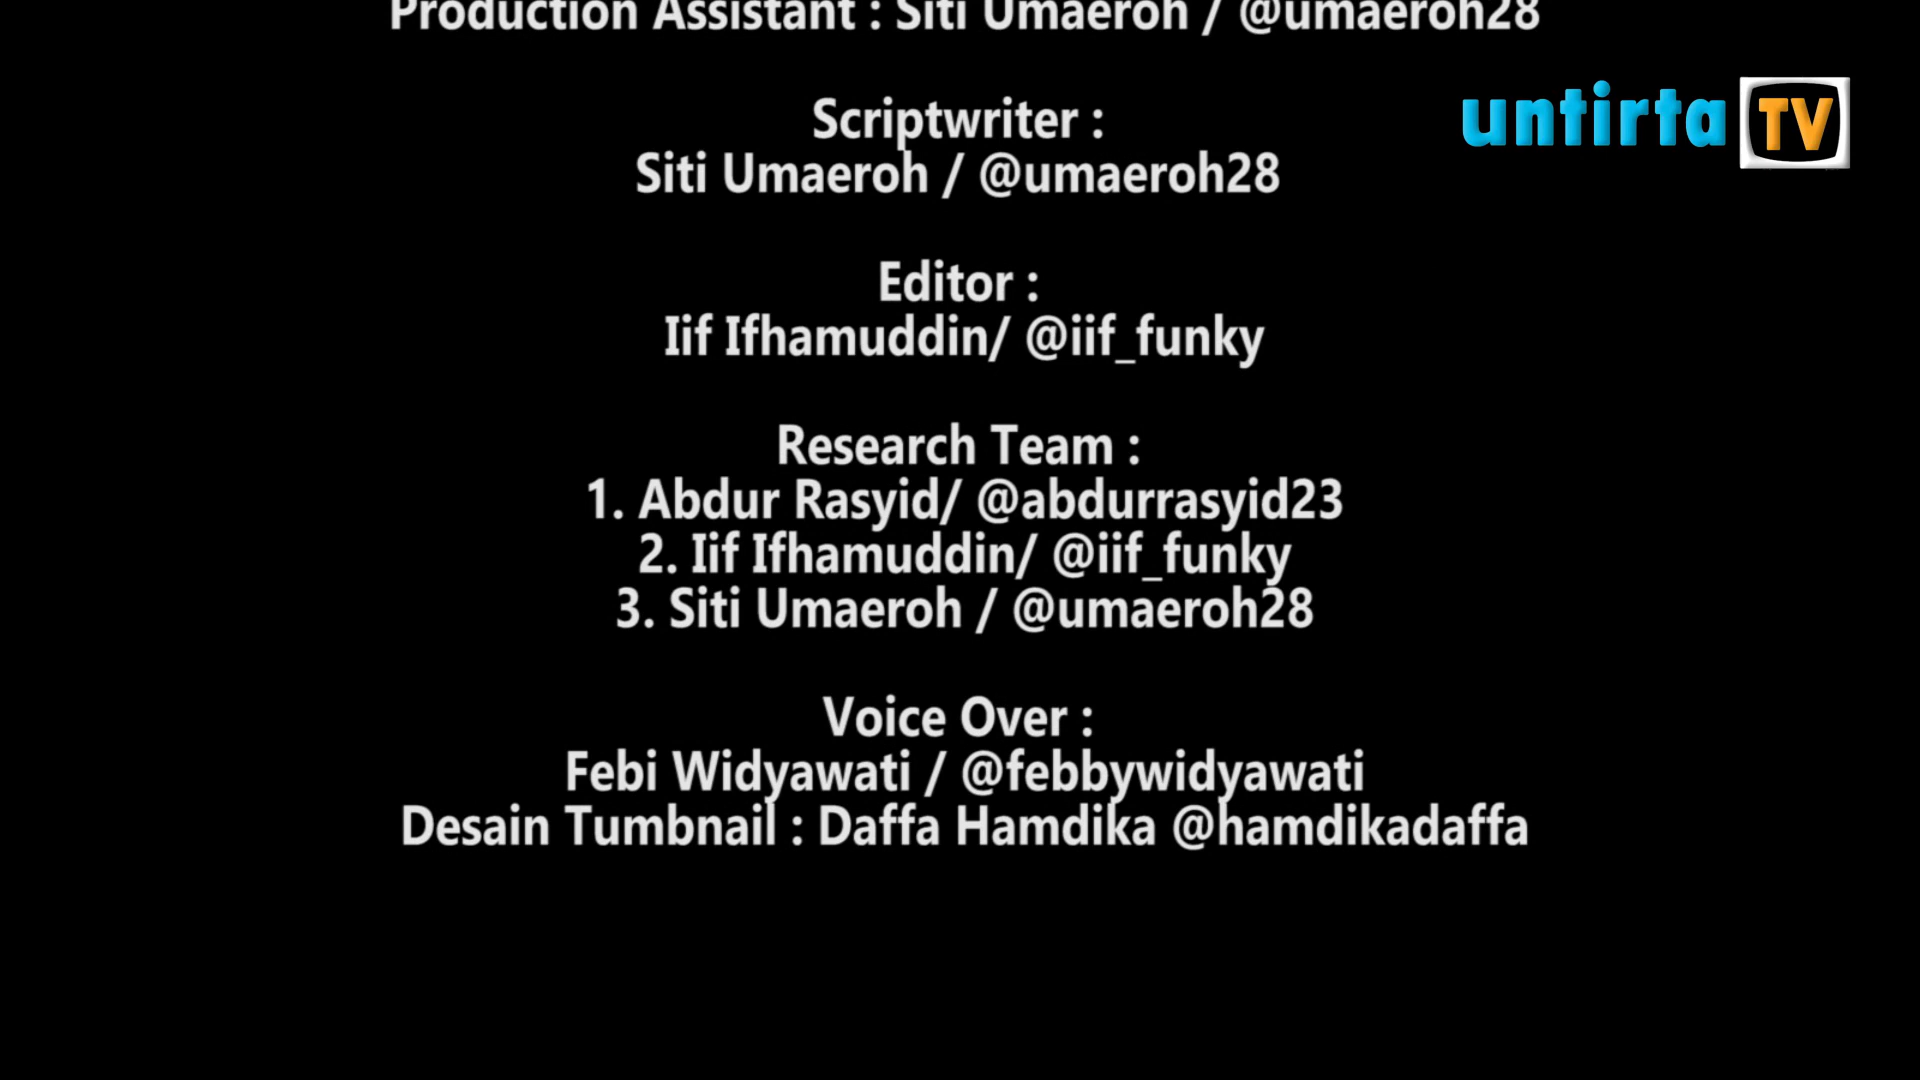 Production Assistant : Siti Umaeroh / @umaeroh28
untirta TV
Scriptwriter :
Siti Umaeroh / @umaeroh28
Editor :
Iif Ifhamuddin/ @iif_funky
Research Team :
1. Abdur Rasyid/ @abdurrasyid23
2. Iif Ifhamuddin/ @iif_funky
3. Siti Umaeroh / @umaeroh28
Voice Over :
Febi Widyawati / @febbywidyawati
Desain Tumbnail : Daffa Hamdika @hamdikadaffa